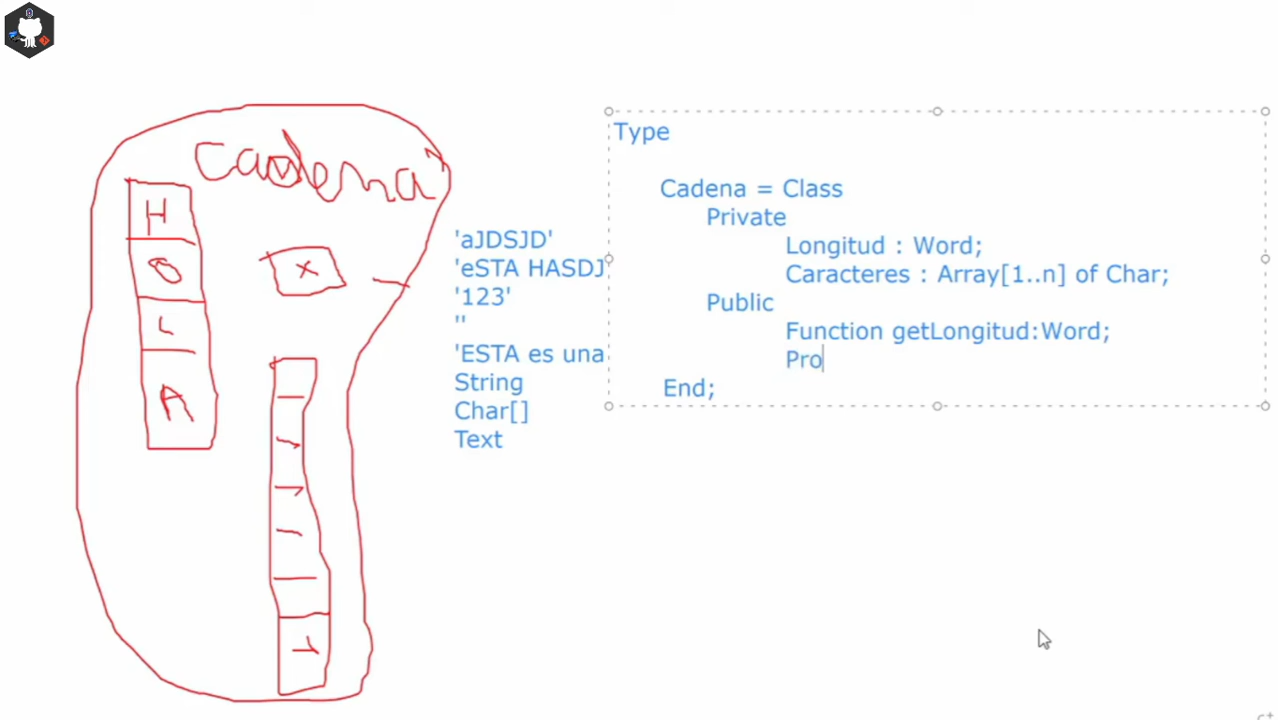 cadena
H
O
L
A
X
'aJDSJD'
'eSTA HASDJ
'123'
''
'ESTA es una
String
Char[]
Text
Type
Cadena = Class
Private
Longitud : Word;
Caracteres : Array[1..n] of Char;
Public
Function getLongitud:Word;
Pro
End;